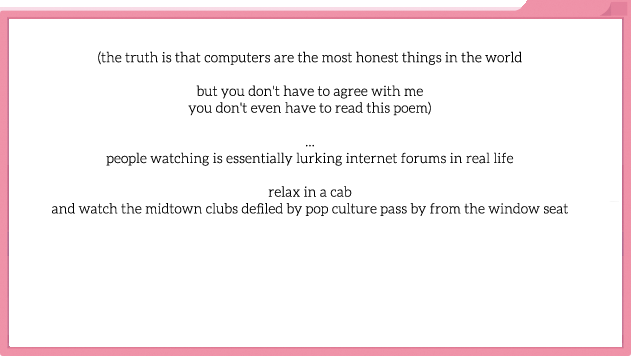 (the truth is that computers are the most honest things in the world
but you don't have to agree with me
you don't even have to read this poem)
...
people watching is essentially lurking internet forums in real life
relax in a cab
and watch the midtown clubs defiled by pop culture pass by from the window seat